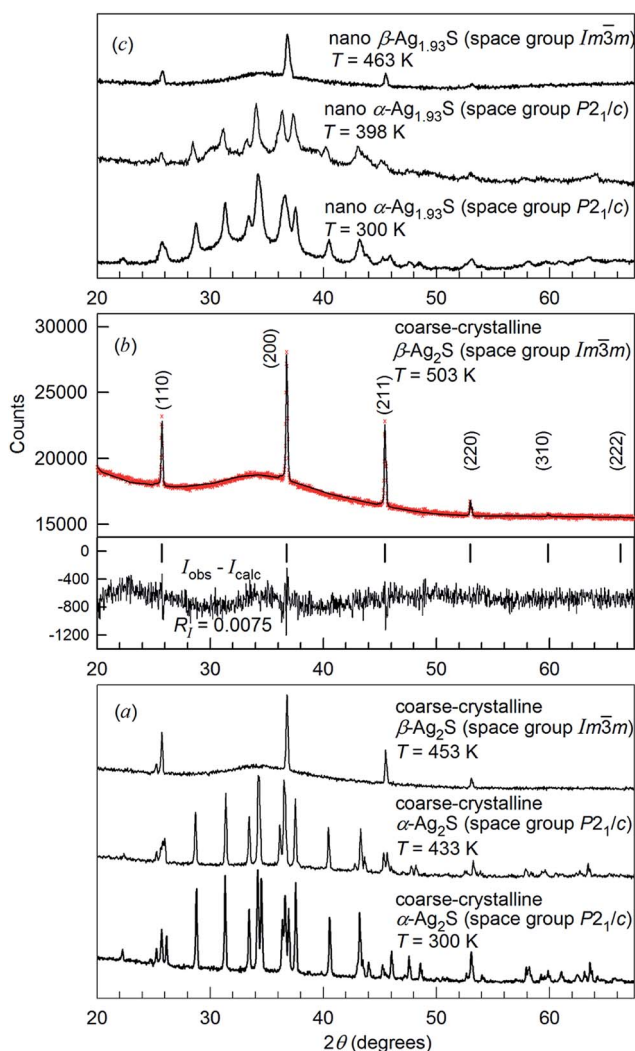 (c)
nano β-Ag1.93S (space group Im3̅m)
T = 463 K
nano α-Ag1.93S (space group P21/c)
T = 398 K
nano α-Ag1.93S (space group P21/c)
T = 300 K
20 30 40 50 60
30000
25000
20000
15000
Counts
(b)
coarse-crystalline
β-Ag2S (space group Im3̅m)
T = 503 K
(110)
(200)
(211)
(220)
(310)
(222)
0
-400
-800
-1200
Iobs - Icalc
RI = 0.0075
20 30 40 50 60
(a)
coarse-crystalline
β-Ag2S (space group Im3̅m)
T = 453 K
coarse-crystalline
α-Ag2S (space group P21/c)
T = 433 K
coarse-crystalline
α-Ag2S (space group P21/c)
T = 300 K
20 30 40 50 60
2θ (degrees)